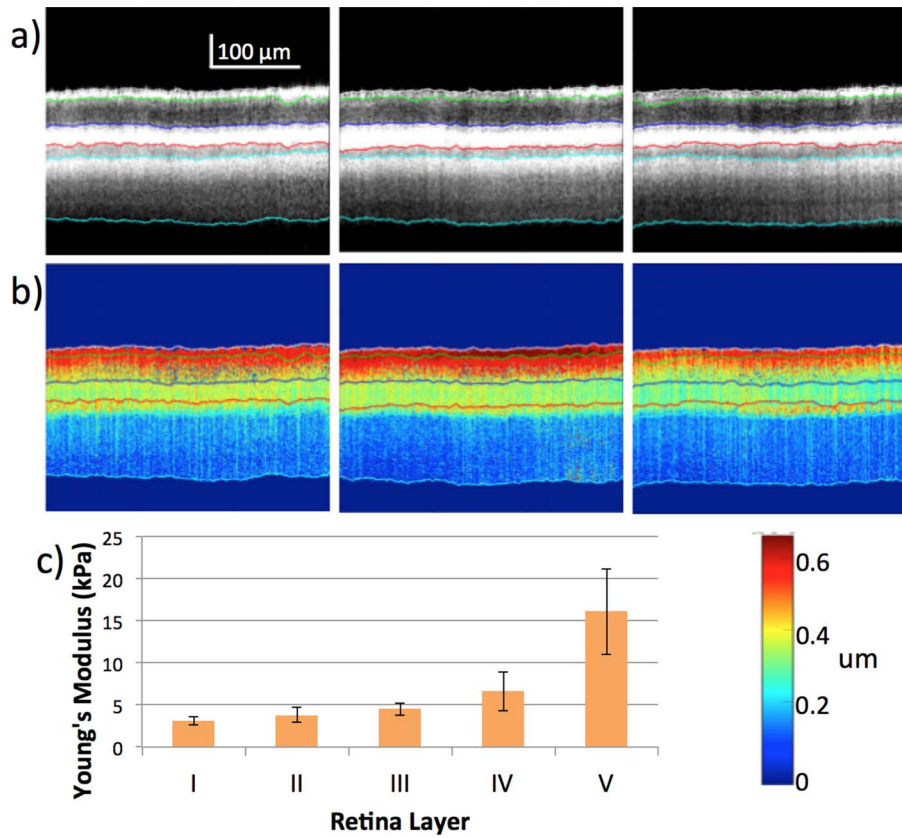 a)
100 μm
b)
c)
Young's Modulus (kPa)
25
20
15
10
5
0
I II III IV V
Retina Layer
0.6
0.4
um
0.2
0